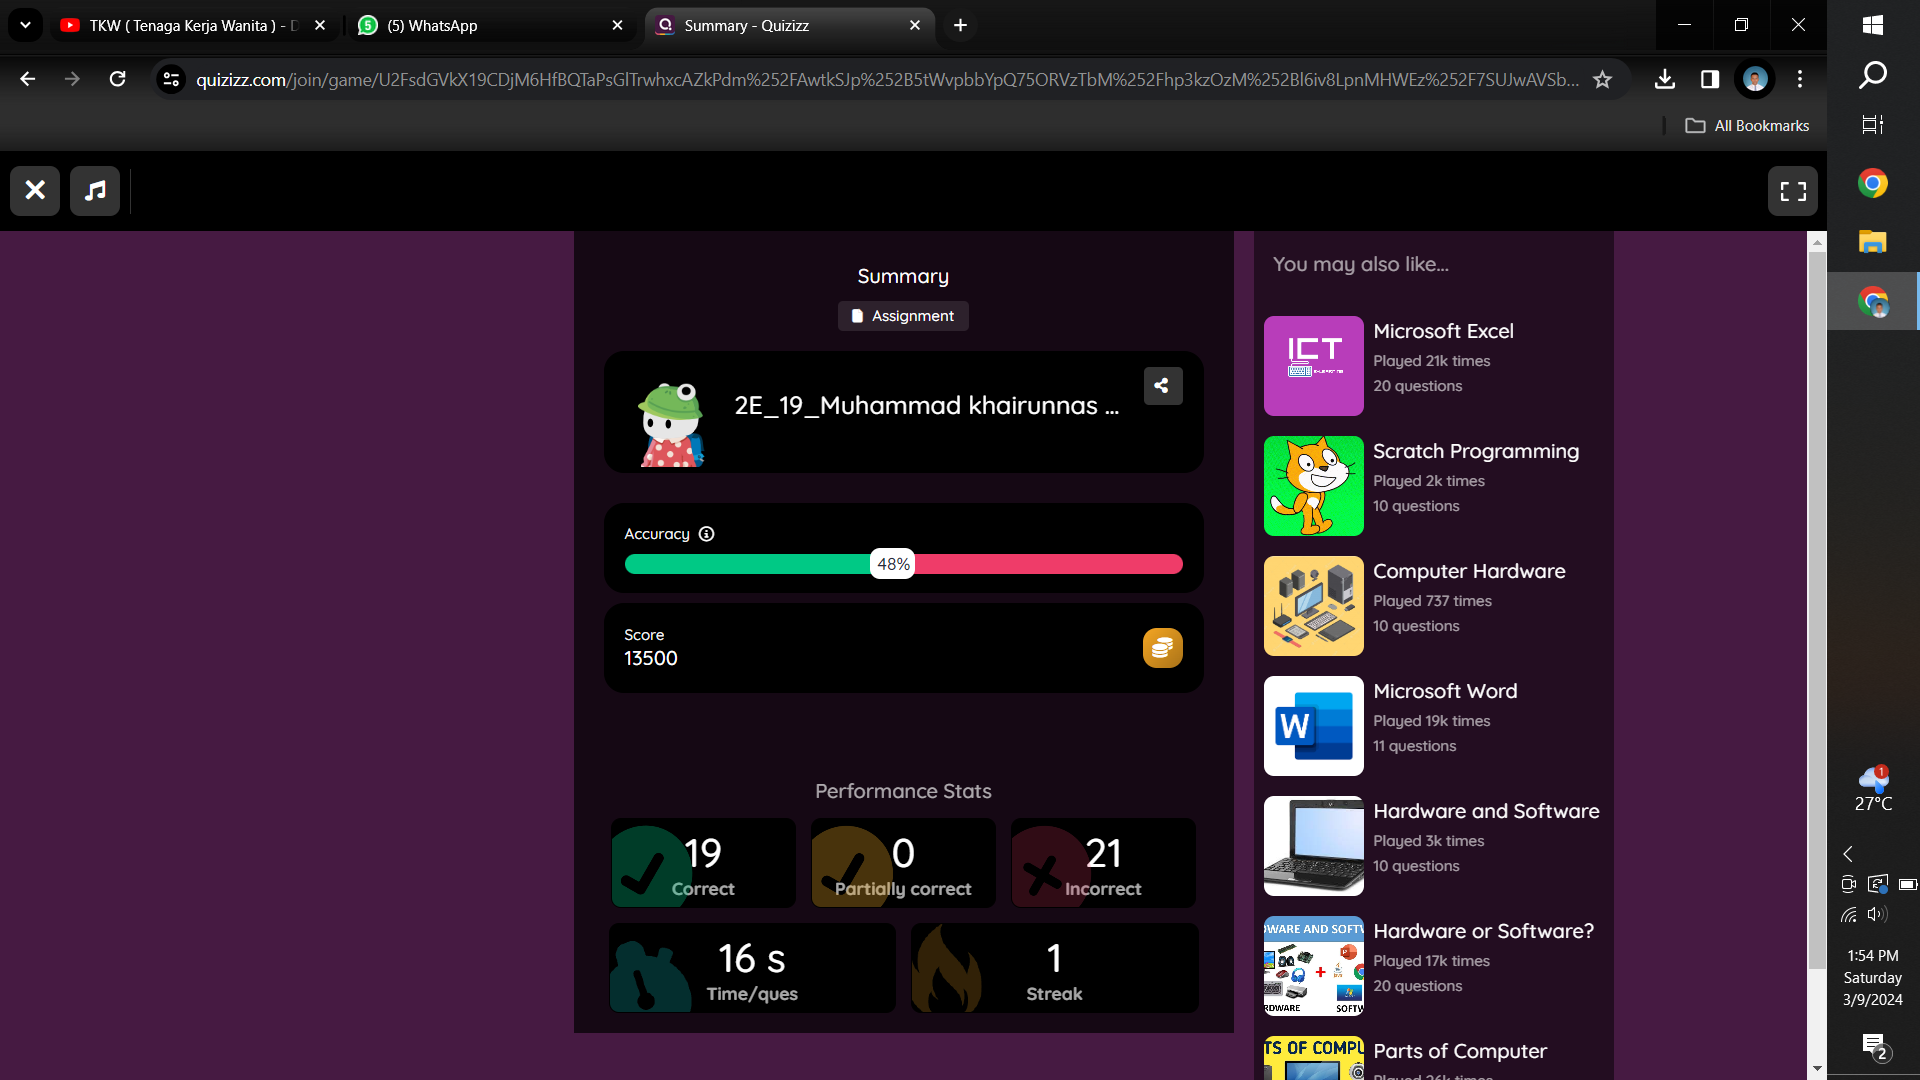 TKW ( Tenaga Kerja Wanita ) - D
(5) WhatsApp
Summary - Quizizz
quizizz.com/join/game/U2FsdGVkX19CDjM6HfBQTaPsGlTrwhxcAZkPdm%252FAwtkSJp%252B5tWvpbbYpQ75ORVzTbM%252Fhp3kzOzM%252Bl6iv8LpnMHWEz%252F7SUJwAVSb...
All Bookmarks
Summary
Assignment
2E_19_Muhammad khairunnas ...
Accuracy
48%
Score
13500
Performance Stats
19
Correct
0
Partially correct
21
Incorrect
16 s
Time/ques
1
Streak
You may also like...
ICT
Microsoft Excel
Played 21k times
20 questions
Scratch Programming
Played 2k times
10 questions
Computer Hardware
Played 737 times
10 questions
W
Microsoft Word
Played 19k times
11 questions
Hardware and Software
Played 3k times
10 questions
DWARE AND SOFTW
RDWARE
SOFTW
Hardware or Software?
Played 17k times
20 questions
TS OF COMPU
Parts of Computer
Played 26k times
1
27°C
1:54 PM
Saturday
3/9/2024
2